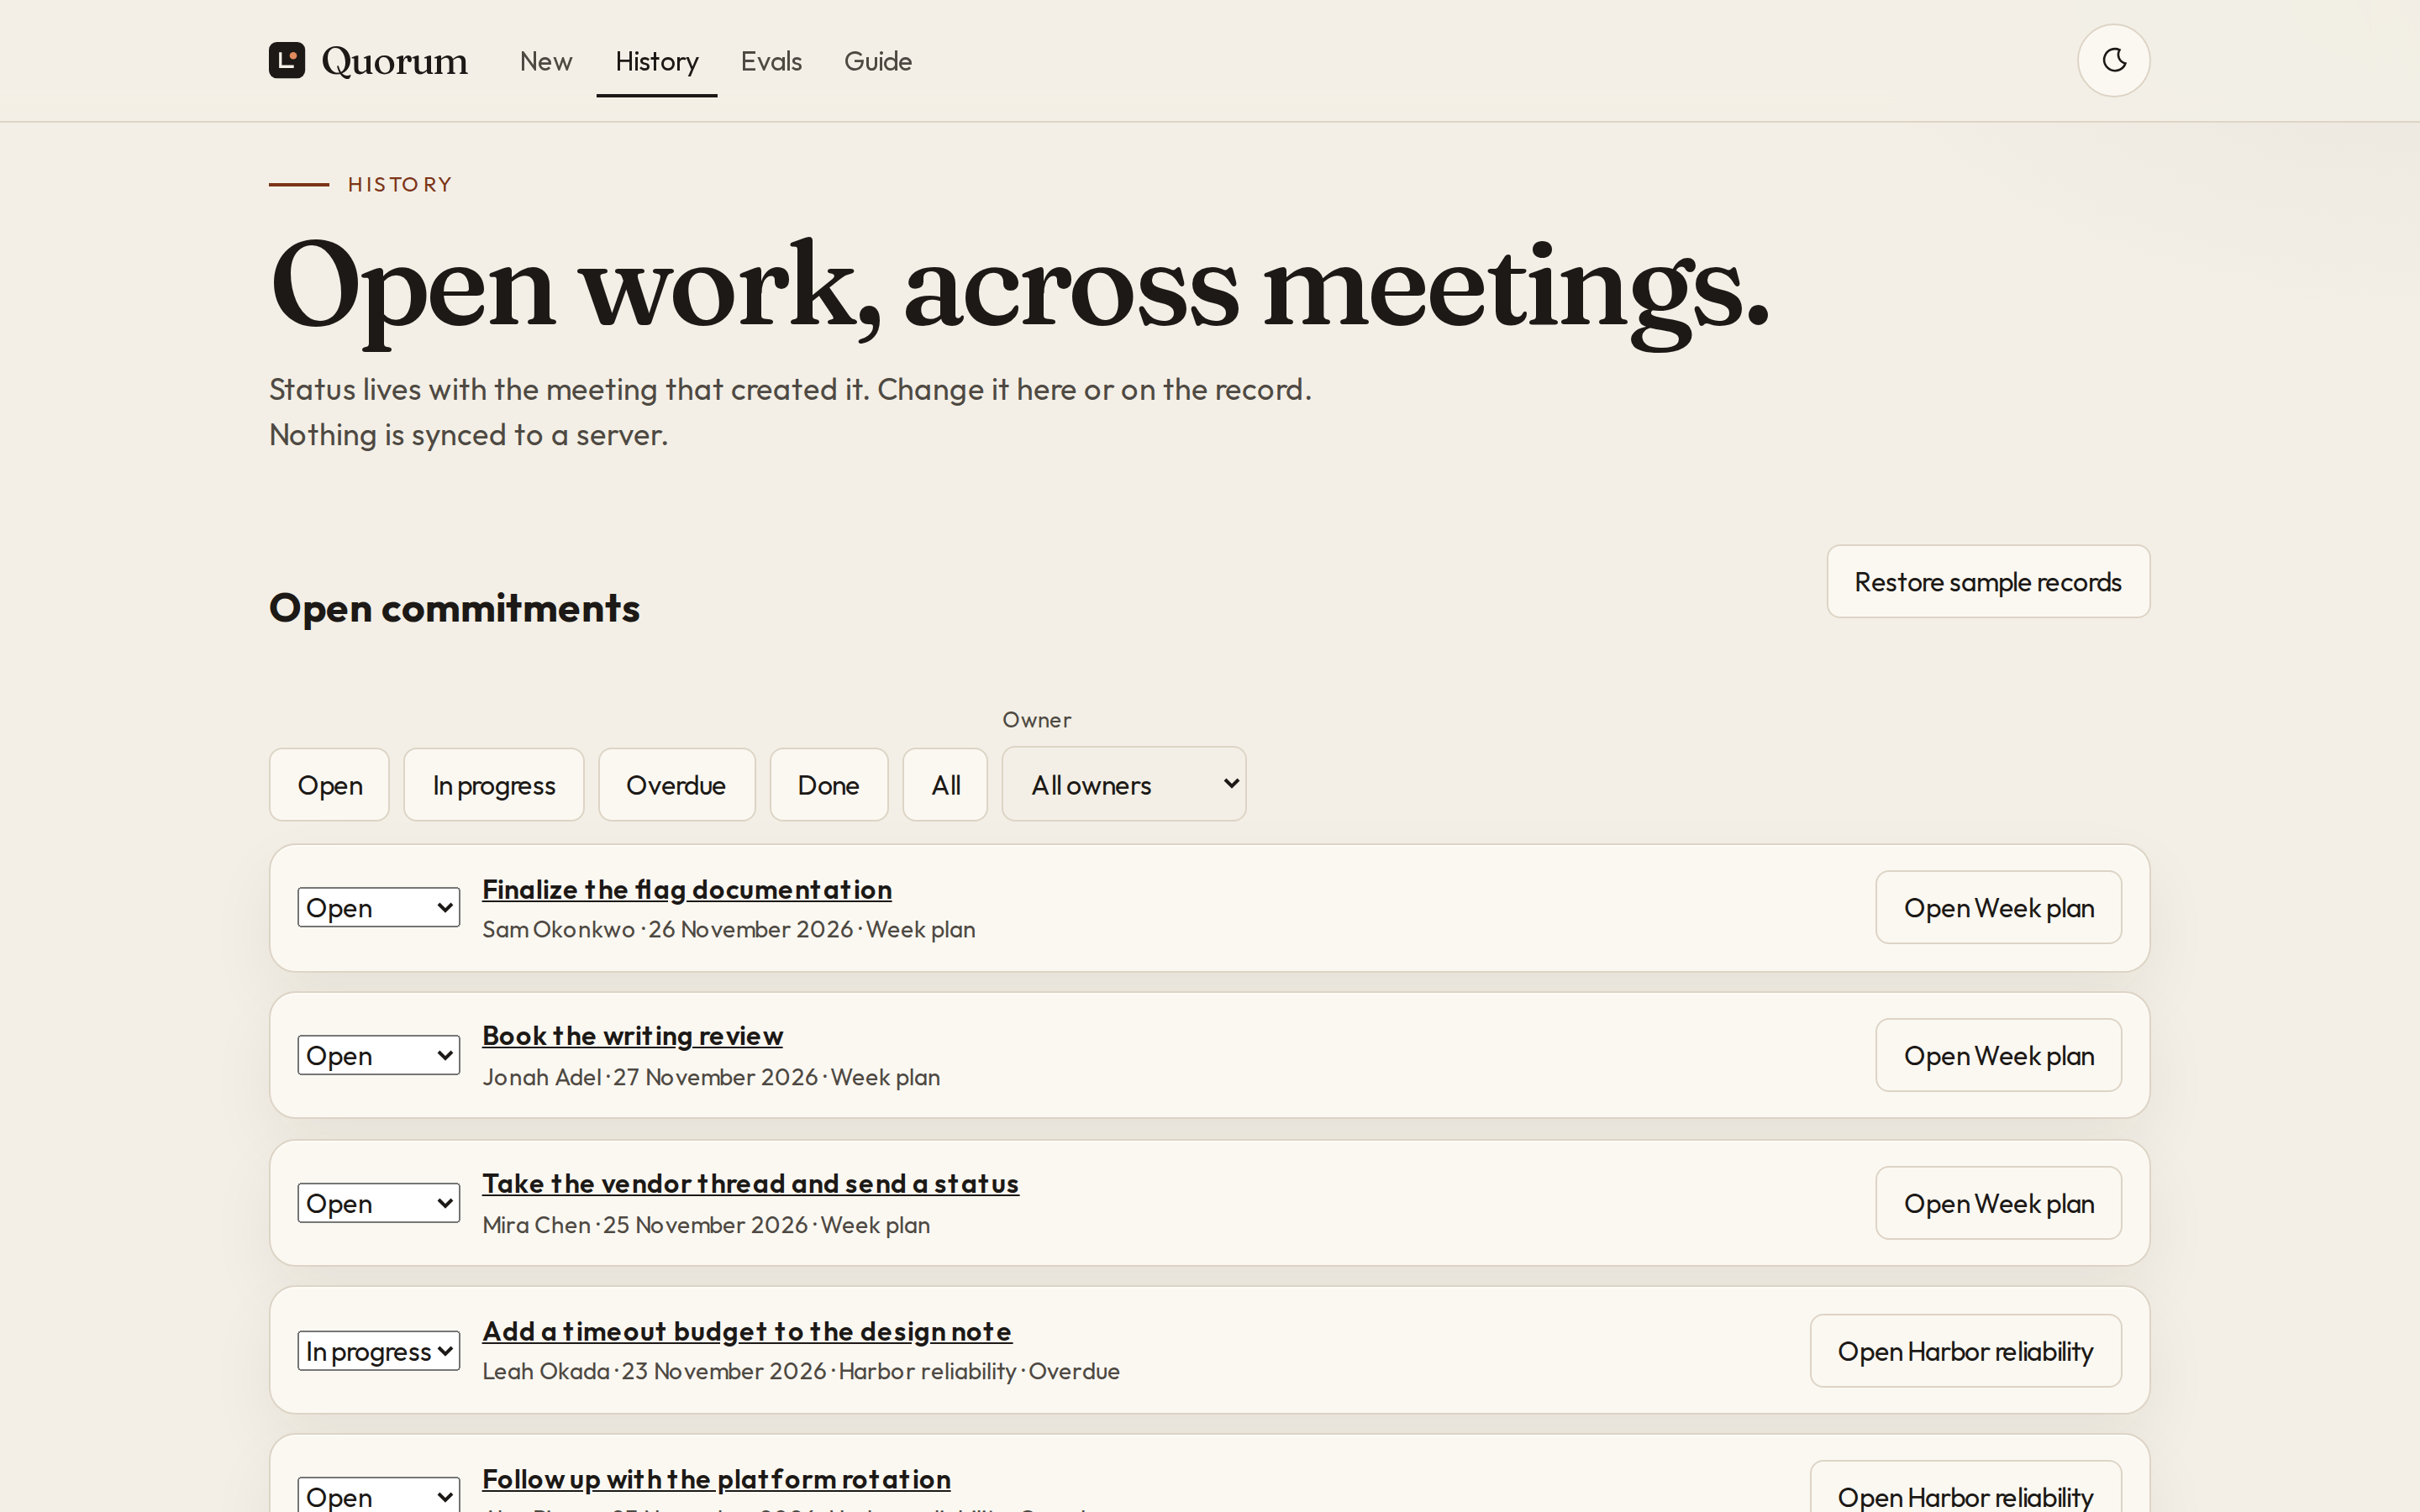 Quorum
New
History
Evals
Guide
HISTORY
Open work, across meetings.
Status lives with the meeting that created it. Change it here or on the record.
Nothing is synced to a server.
Open commitments
Restore sample records
Owner
Open
In progress
Overdue
Done
All
All owners
Open
Finalize the flag documentation
Sam Okonkwo · 26 November 2026 · Week plan
Open Week plan
Open
Book the writing review
Jonah Adel · 27 November 2026 · Week plan
Open Week plan
Open
Take the vendor thread and send a status
Mira Chen · 25 November 2026 · Week plan
Open Week plan
In progress
Add a timeout budget to the design note
Leah Okada · 23 November 2026 · Harbor reliability · Overdue
Open Harbor reliability
Open
Follow up with the platform rotation
Open Harbor reliability